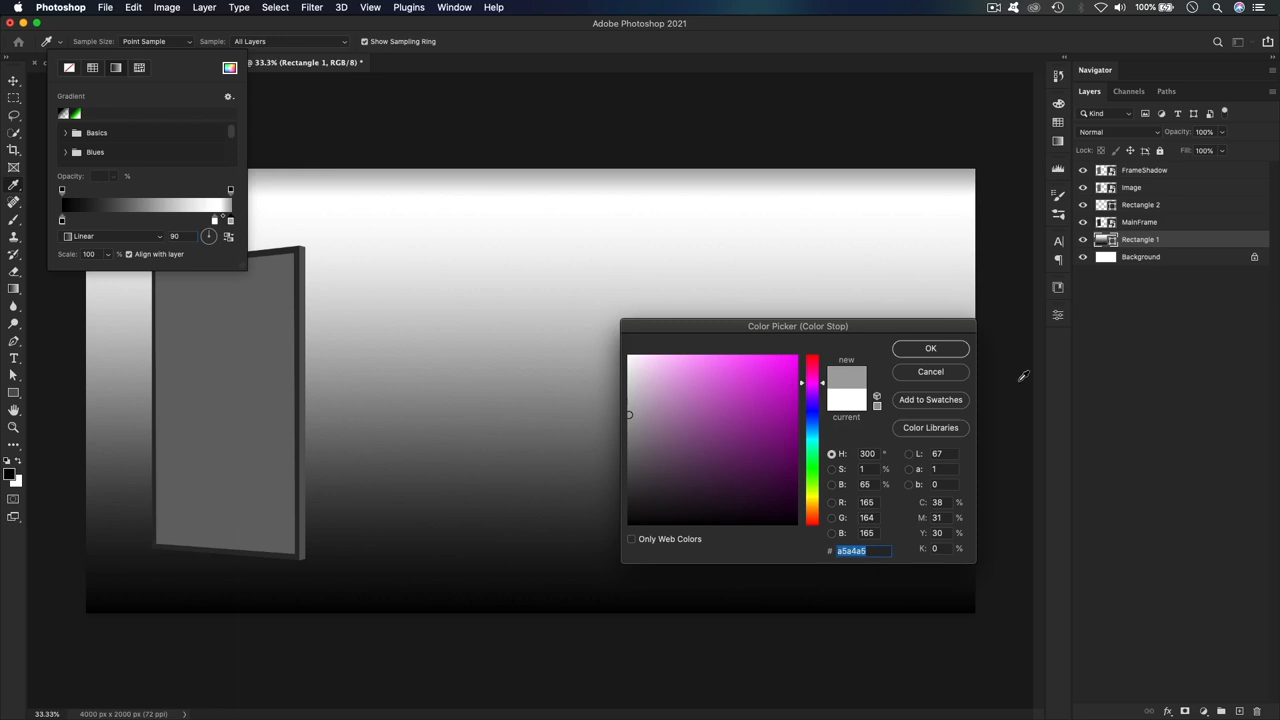 Photoshop File Edit Image Layer Type Select Filter 3D View Plugins Window Help 100%
Adobe Photoshop 2021
Sample Size: Point Sample Sample: All Layers Show Sampling Ring
@ 33.3% (Rectangle 1, RGB/8) *
Gradient
Basics
Blues
Opacity: %
Linear 90
Scale: 100 % Align with layer
Color Picker (Color Stop)
new
current
OK
Cancel
Add to Swatches
Color Libraries
H: 300 ° L: 67
S: 1 % a: 1
B: 65 % b: 0
R: 165 C: 38 %
G: 164 M: 31 %
B: 165 Y: 30 %
# a5a4a5 K: 0 %
Only Web Colors
Navigator
Layers Channels Paths
Kind
Normal Opacity: 100%
Lock: Fill: 100%
FrameShadow
Image
Rectangle 2
MainFrame
Rectangle 1
Background
33.33% 4000 px x 2000 px (72 ppi)